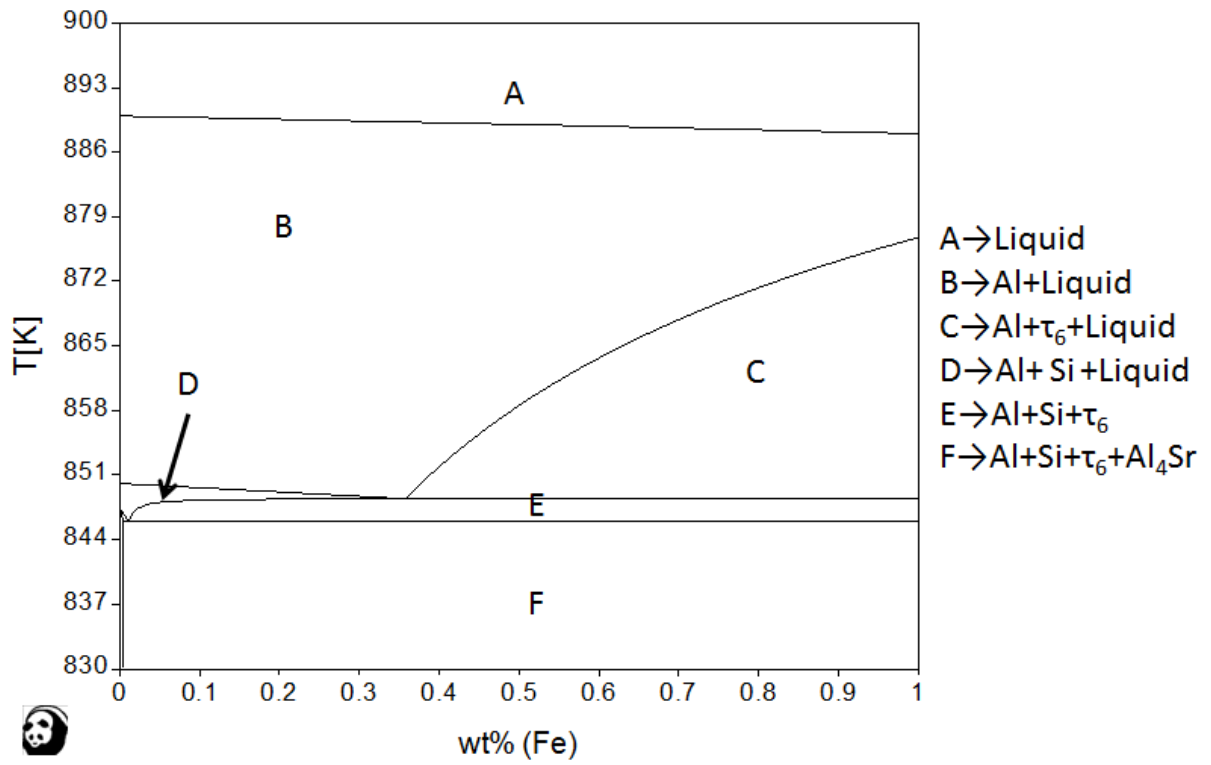 900
893
886
879
872
865
858
851
844
837
830
T[K]
A
B
C
D
E
F
0 0.1 0.2 0.3 0.4 0.5 0.6 0.7 0.8 0.9 1
wt% (Fe)
A→Liquid
B→Al+Liquid
C→Al+τ₆+Liquid
D→Al+ Si +Liquid
E→Al+Si+τ₆
F→Al+Si+τ₆+Al₄Sr